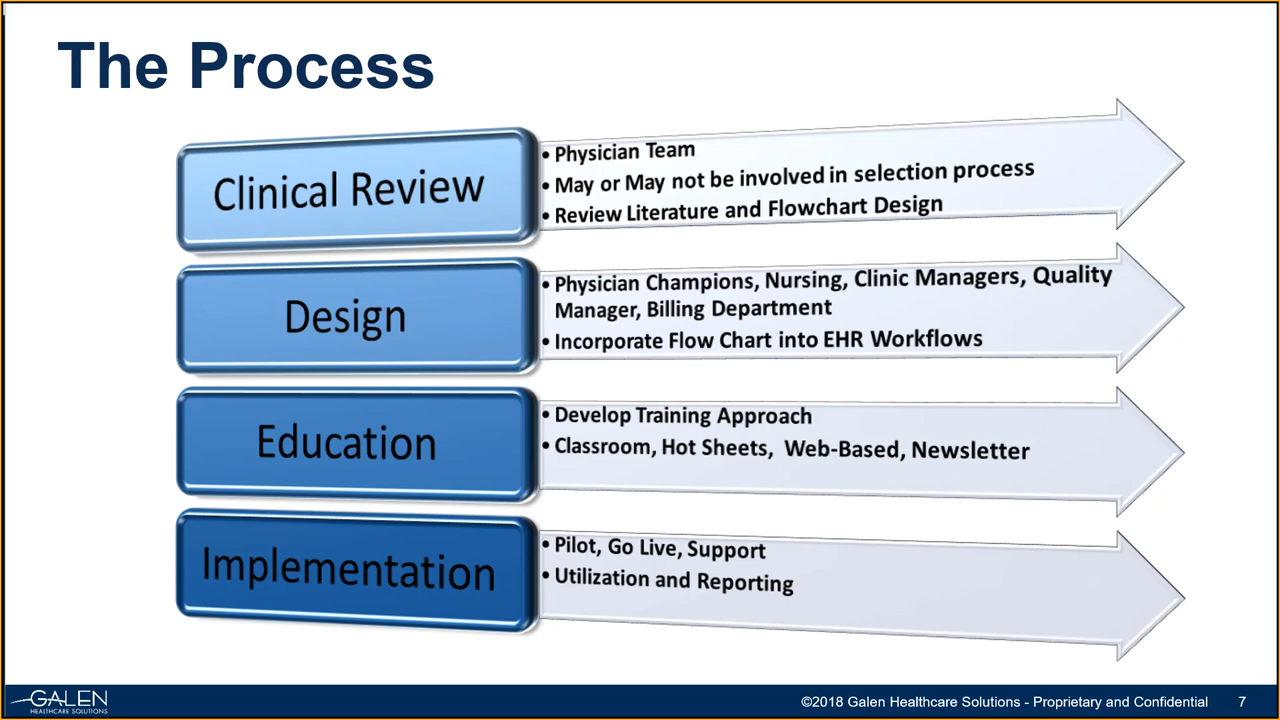 The Process
Clinical Review
• Physician Team
• May or May not be involved in selection process
• Review Literature and Flowchart Design
Design
• Physician Champions, Nursing, Clinic Managers, Quality
Manager, Billing Department
• Incorporate Flow Chart into EHR Workflows
Education
• Develop Training Approach
• Classroom, Hot Sheets,  Web-Based, Newsletter
Implementation
• Pilot, Go Live, Support
• Utilization and Reporting
GALEN
HEALTHCARE SOLUTIONS
©2018 Galen Healthcare Solutions - Proprietary and Confidential
7